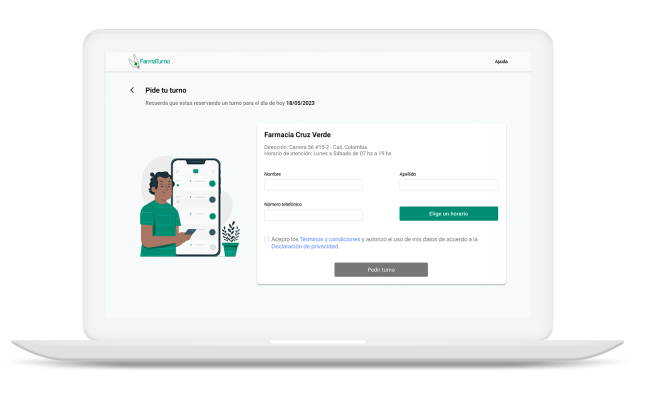 FarmaTurno
Ayuda
Pide tu turno
Recuerda que estas reservando un turno para el día de hoy 18/05/2023
Farmacia Cruz Verde
Dirección: Carrera 56 #15-2 - Cali, Colombia
Horario de atención: Lunes a Sábado de 07 hs a 19 hs
Nombre
Apellido
Número telefónico
Elige un horario
Acepto los Términos y condiciones y autorizo el uso de mis datos de acuerdo a la
Declaración de privacidad.
Pedir turno